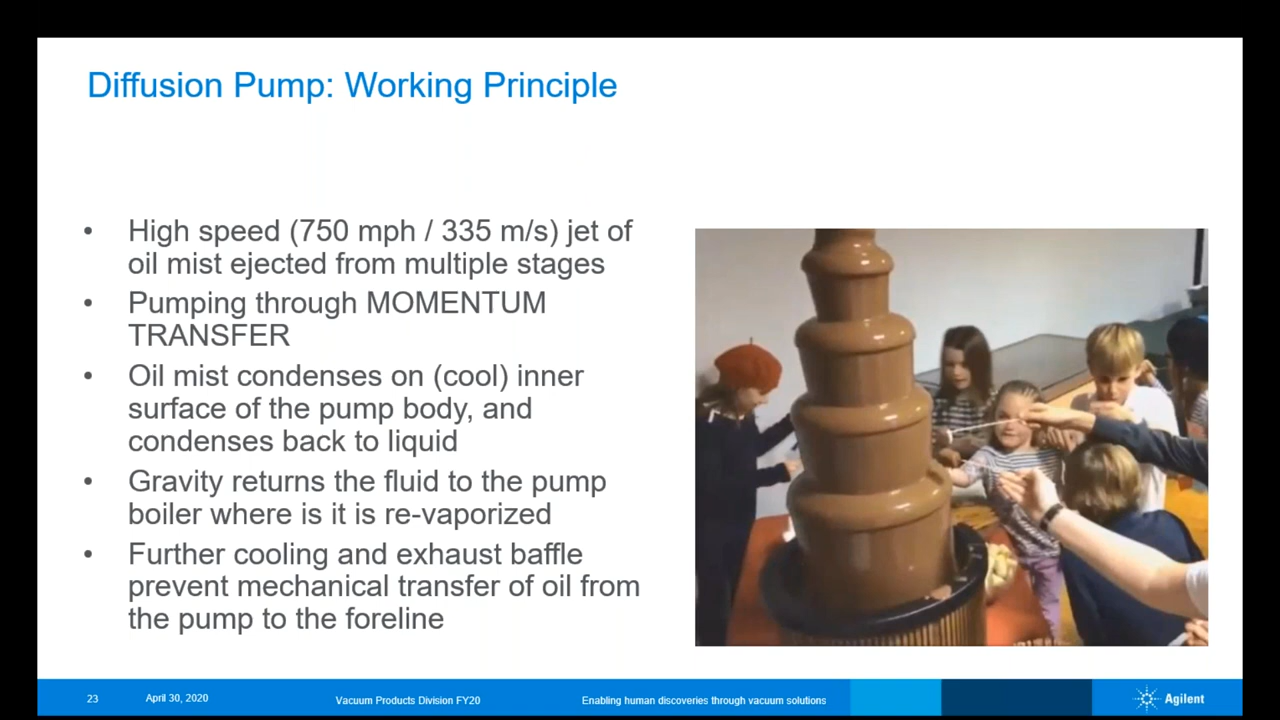 Diffusion Pump: Working Principle
• High speed (750 mph / 335 m/s) jet of
oil mist ejected from multiple stages
• Pumping through MOMENTUM
TRANSFER
• Oil mist condenses on (cool) inner
surface of the pump body, and
condenses back to liquid
• Gravity returns the fluid to the pump
boiler where is it is re-vaporized
• Further cooling and exhaust baffle
prevent mechanical transfer of oil from
the pump to the foreline
23 April 30, 2020 Vacuum Products Division FY20 Enabling human discoveries through vacuum solutions Agilent